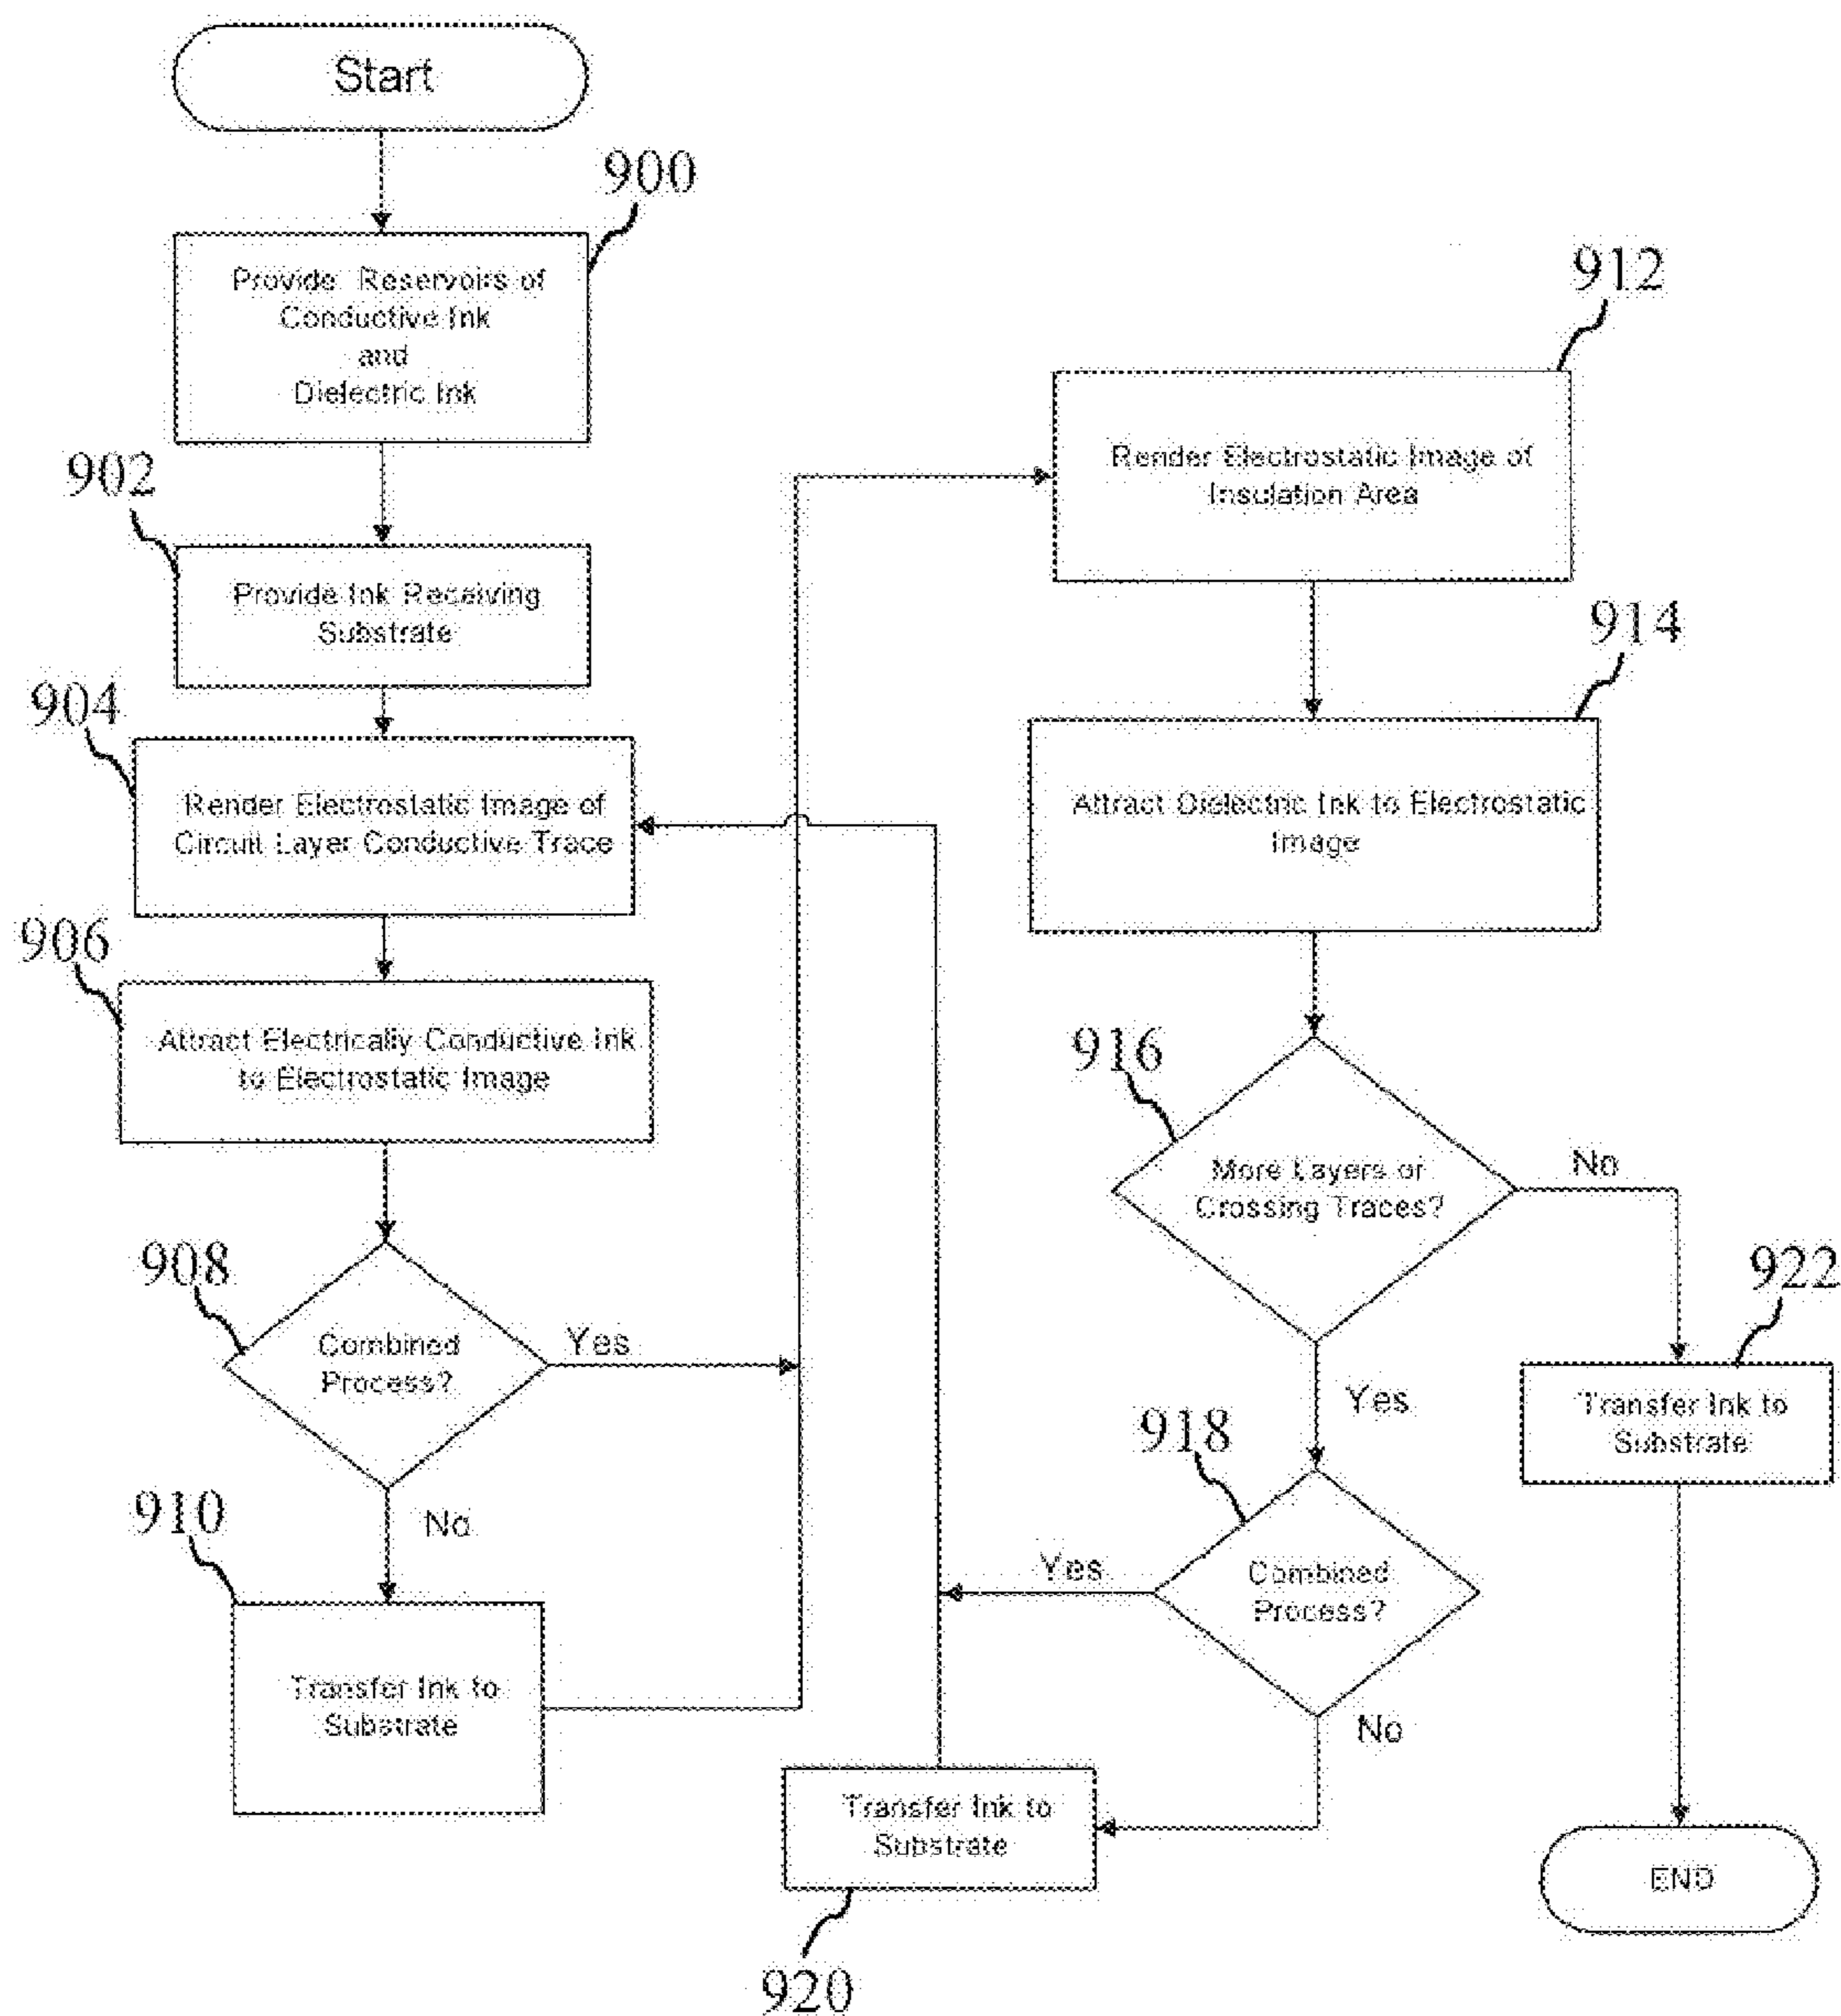 Start
900
Provide Reservoirs of
Conductive Ink
and
Dielectric Ink
902
Provide Ink Receiving
Substrate
904
Render Electrostatic Image of
Circuit Layer Conductive Trace
906
Attract Electrically Conductive Ink
to Electrostatic Image
908
Combined
Process?
Yes
No
910
Transfer Ink to
Substrate
912
Render Electrostatic Image of
Insulation Area
914
Attract Dielectric Ink to Electrostatic
Image
916
More Layers or
Crossing Traces?
No
Yes
922
Transfer Ink to
Substrate
918
Combined
Process?
Yes
No
Transfer Ink to
Substrate
920
END